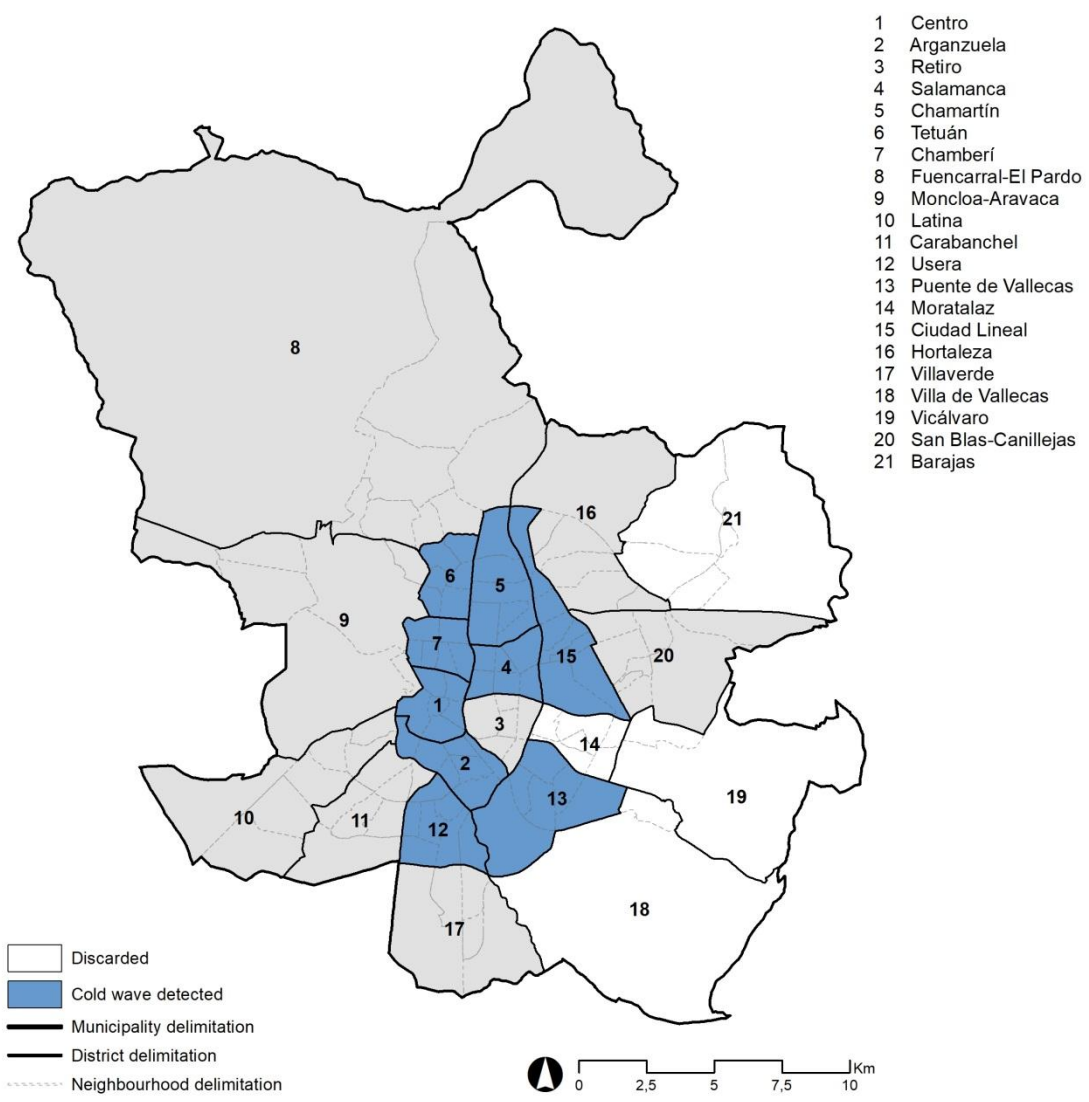 1 Centro
2 Arganzuela
3 Retiro
4 Salamanca
5 Chamartín
6 Tetuán
7 Chamberí
8 Fuencarral-El Pardo
9 Moncloa-Aravaca
10 Latina
11 Carabanchel
12 Usera
13 Puente de Vallecas
14 Moratalaz
15 Ciudad Lineal
16 Hortaleza
17 Villaverde
18 Villa de Vallecas
19 Vicálvaro
20 San Blas-Canillejas
21 Barajas
8
16
21
6
5
9
7
4
15
20
1
3
14
2
13
19
10
11
12
18
17
Discarded
Cold wave detected
Municipality delimitation
District delimitation
Neighbourhood delimitation
0 2,5 5 7,5 10 Km